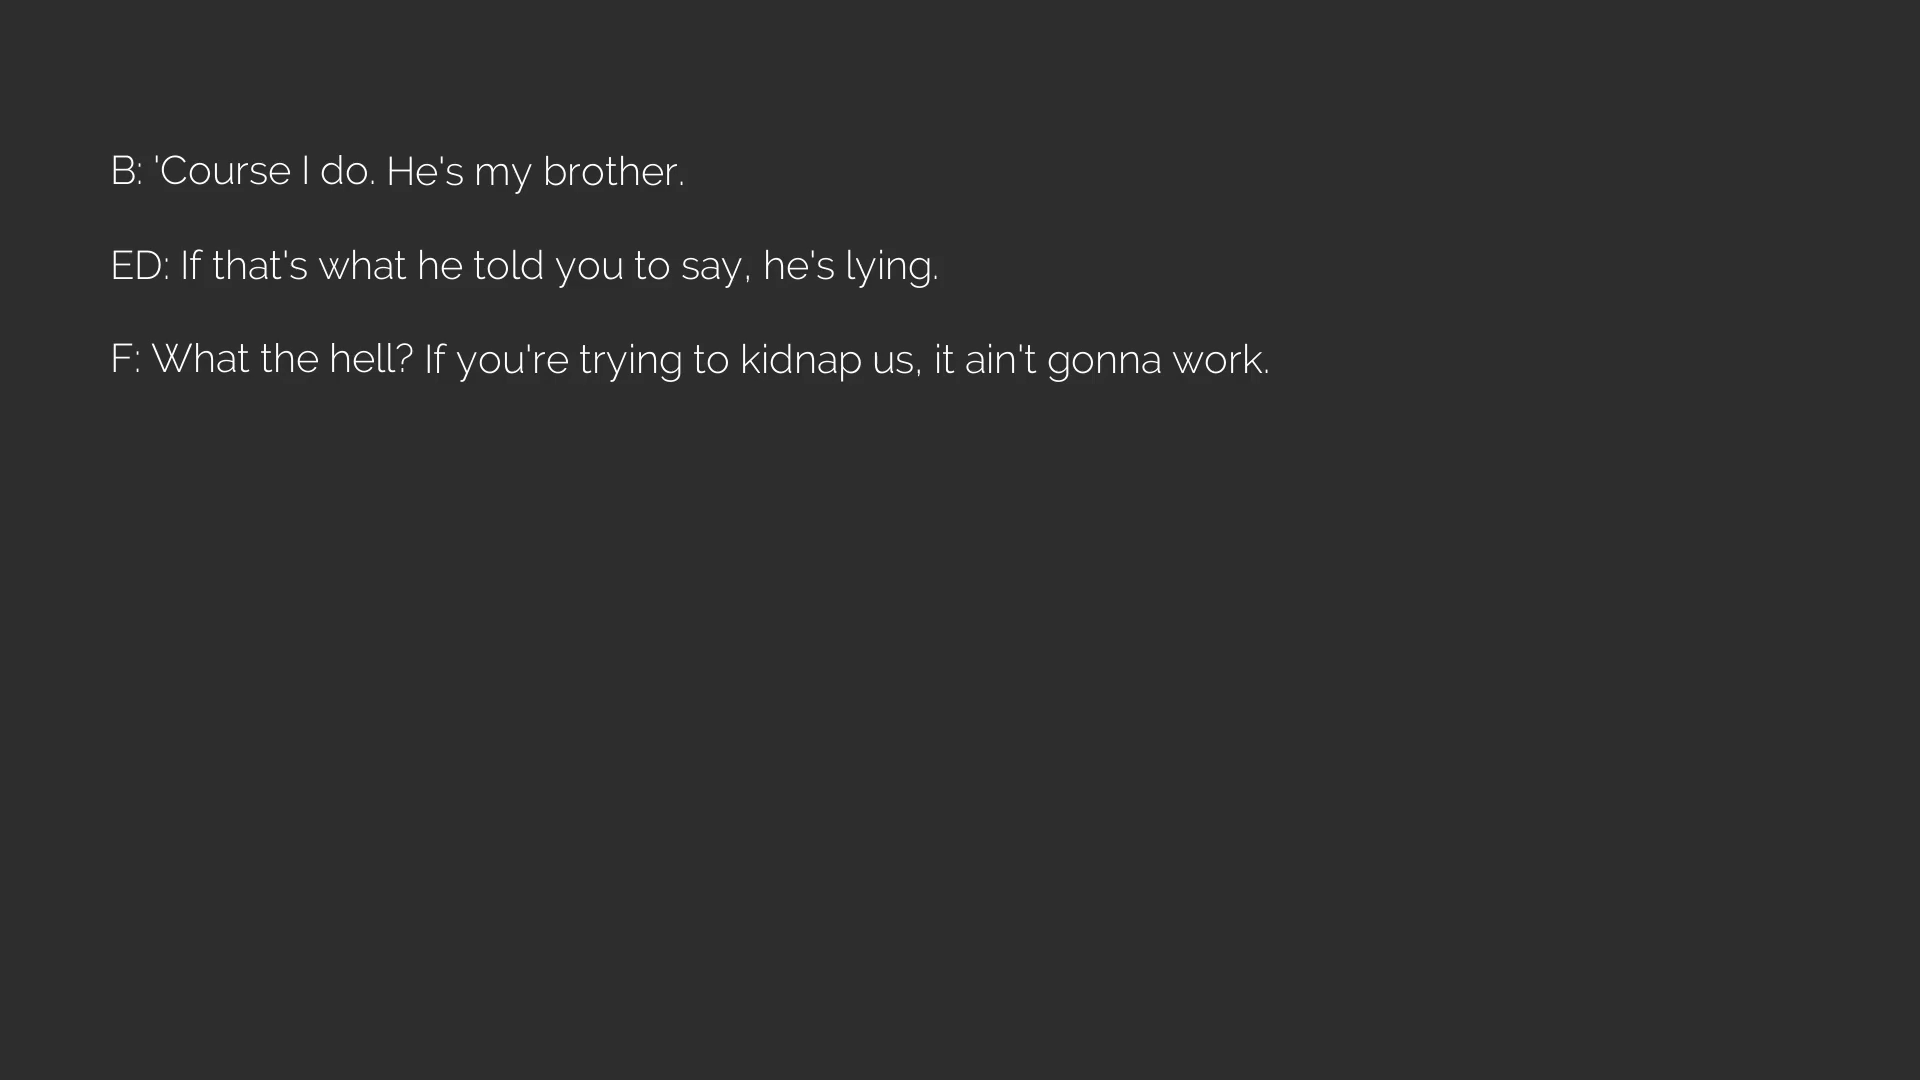 B: 'Course I do. He's my brother.
ED: If that's what he told you to say, he's lying.
F: What the hell? If you're trying to kidnap us, it ain't gonna work.